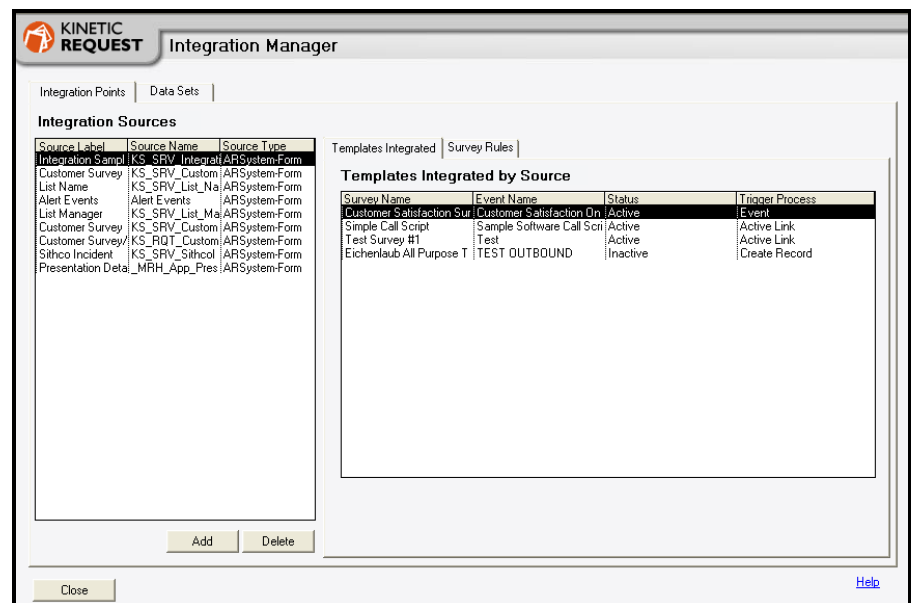 KINETIC
REQUEST
Integration Manager
Integration Points Data Sets
Integration Sources
Source Label Source Name Source Type
Integration Sampl KS_SRV_Integrati ARSystem-Form
Customer Survey KS_SRV_Custom ARSystem-Form
List Name KS_SRV_List_Na ARSystem-Form
Alert Events Alert Events ARSystem-Form
List Manager KS_SRV_List_Ma ARSystem-Form
Customer Survey KS_SRV_Custom ARSystem-Form
Customer Survey/ KS_RQT_Custom ARSystem-Form
Sithco Incident KS_SRV_Sithcol ARSystem-Form
Presentation Deta _MRH_App_Pres ARSystem-Form
Add Delete
Templates Integrated Survey Rules
Templates Integrated by Source
Survey Name Event Name Status Trigger Process
Customer Satisfaction Sur Customer Satisfaction On Active Event
Simple Call Script Sample Software Call Scri Active Active Link
Test Survey #1 Test Active Active Link
Eichenlaub All Purpose T TEST OUTBOUND Inactive Create Record
Close
Help